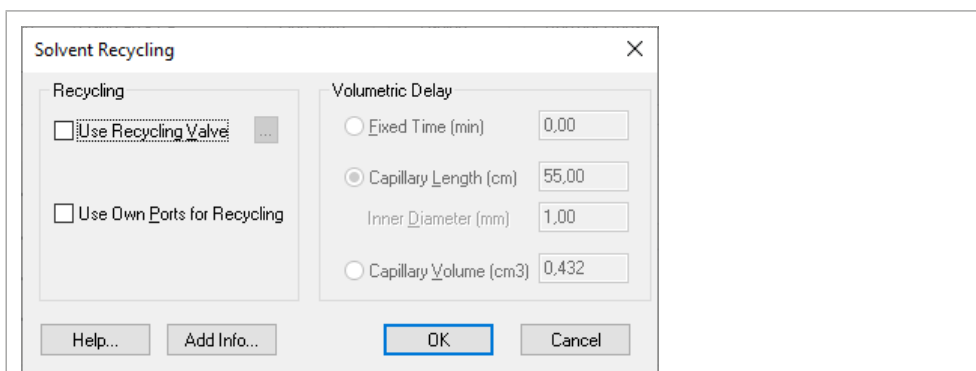 Solvent Recycling
Recycling
Use Recycling Valve
...
Use Own Ports for Recycling
Volumetric Delay
Fixed Time (min) 0,00
Capillary Length (cm) 55,00
Inner Diameter (mm) 1,00
Capillary Volume (cm3) 0,432
Help... Add Info... OK Cancel